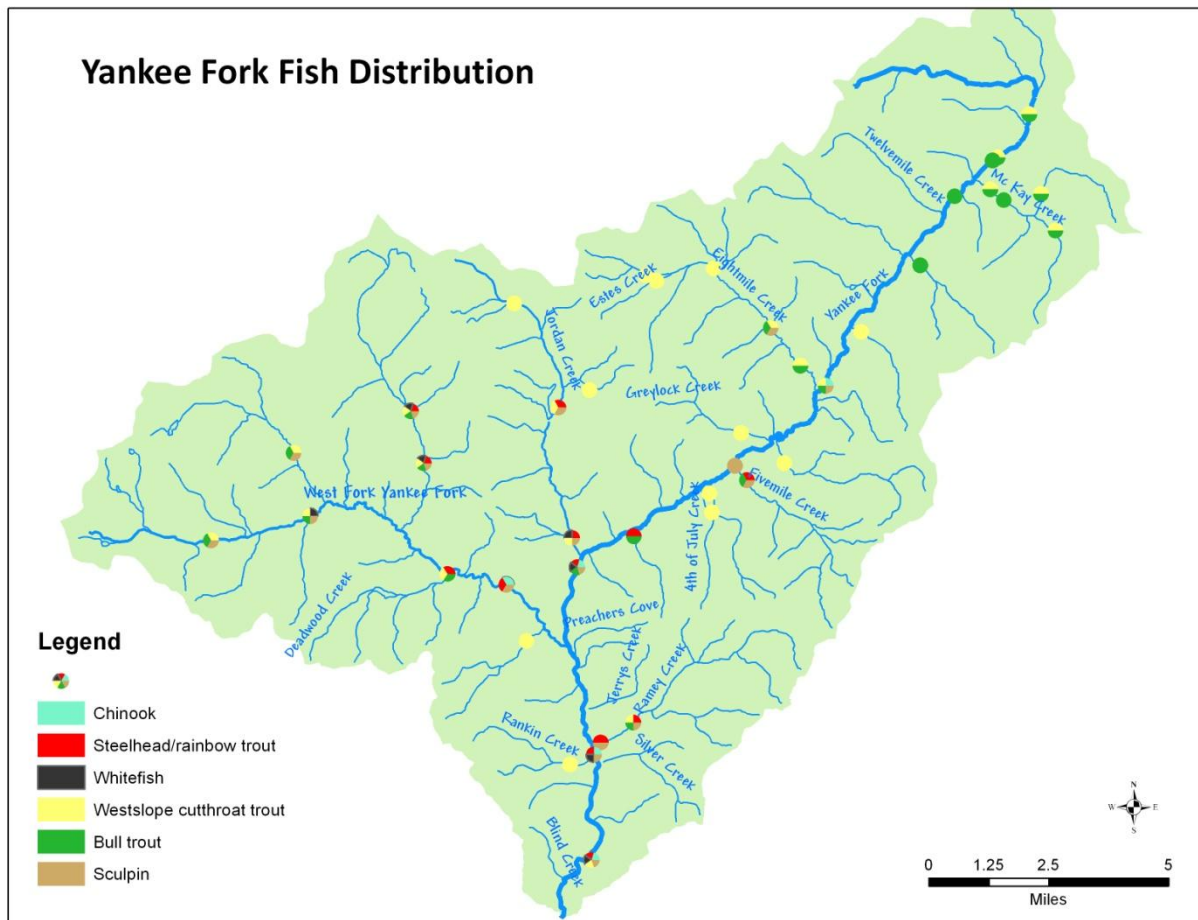 Yankee Fork Fish Distribution
Twelvemile Creek
Mc Kay Creek
Eightmile Creek
Estes Creek
Yankee Fork
Jordan Creek
Greylock Creek
Eivemile Creek
West Fork Yankee Fork
4th of July Creek
Deadwood Creek
Preachers Cove
Jerrys Creek
Ramey Creek
Rankin Creek
Silver Creek
Blind Creek
Legend
Chinook
Steelhead/rainbow trout
Whitefish
Westslope cutthroat trout
Bull trout
Sculpin
N
W E
S
0 1.25 2.5 5
Miles